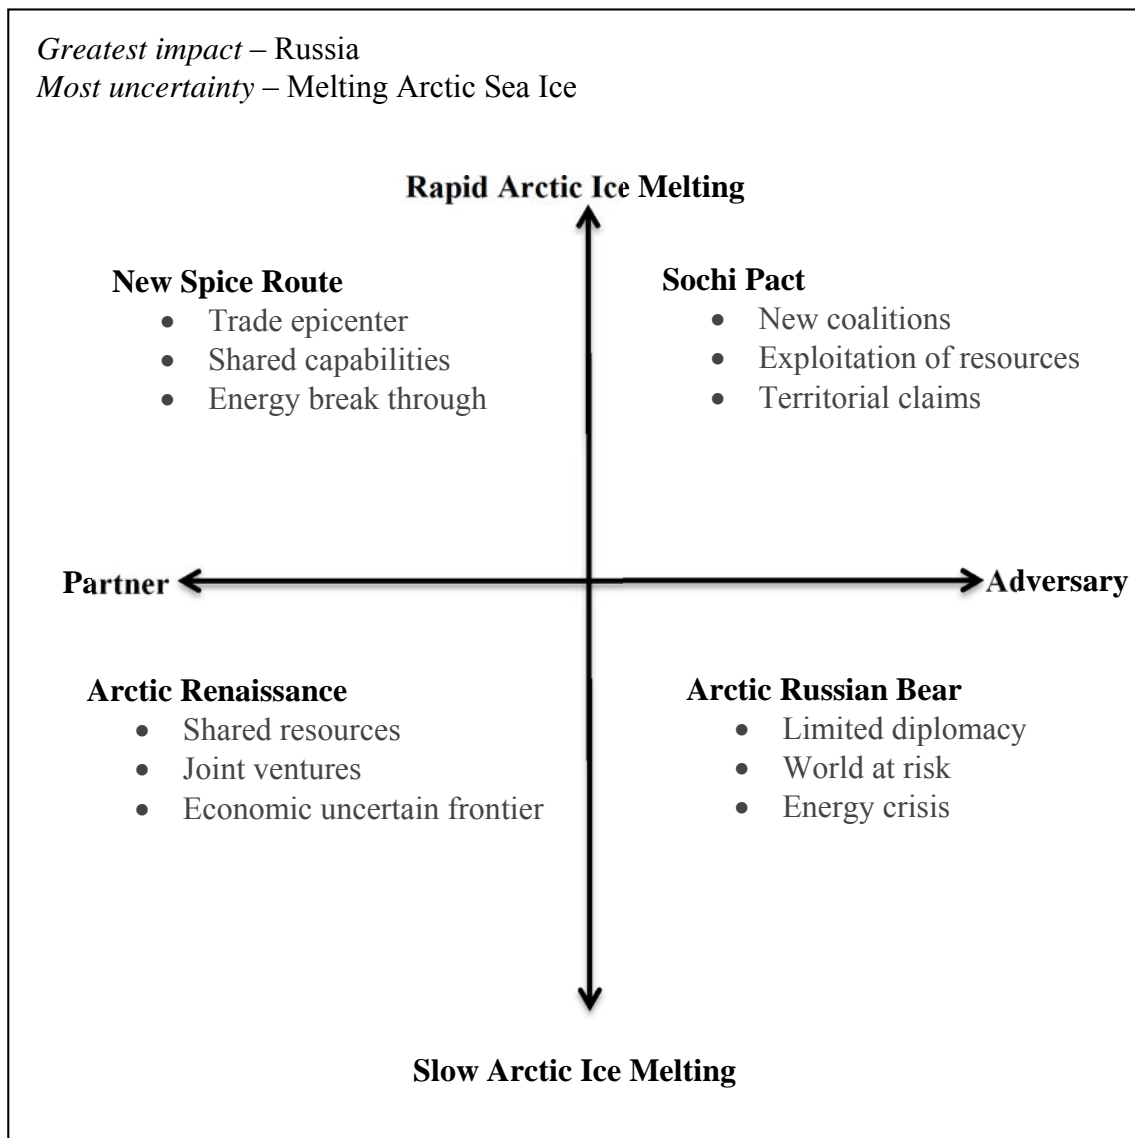 Greatest impact – Russia
Most uncertainty – Melting Arctic Sea Ice
Rapid Arctic Ice Melting
New Spice Route
• Trade epicenter
• Shared capabilities
• Energy break through
Sochi Pact
• New coalitions
• Exploitation of resources
• Territorial claims
Partner
Adversary
Arctic Renaissance
• Shared resources
• Joint ventures
• Economic uncertain frontier
Arctic Russian Bear
• Limited diplomacy
• World at risk
• Energy crisis
Slow Arctic Ice Melting